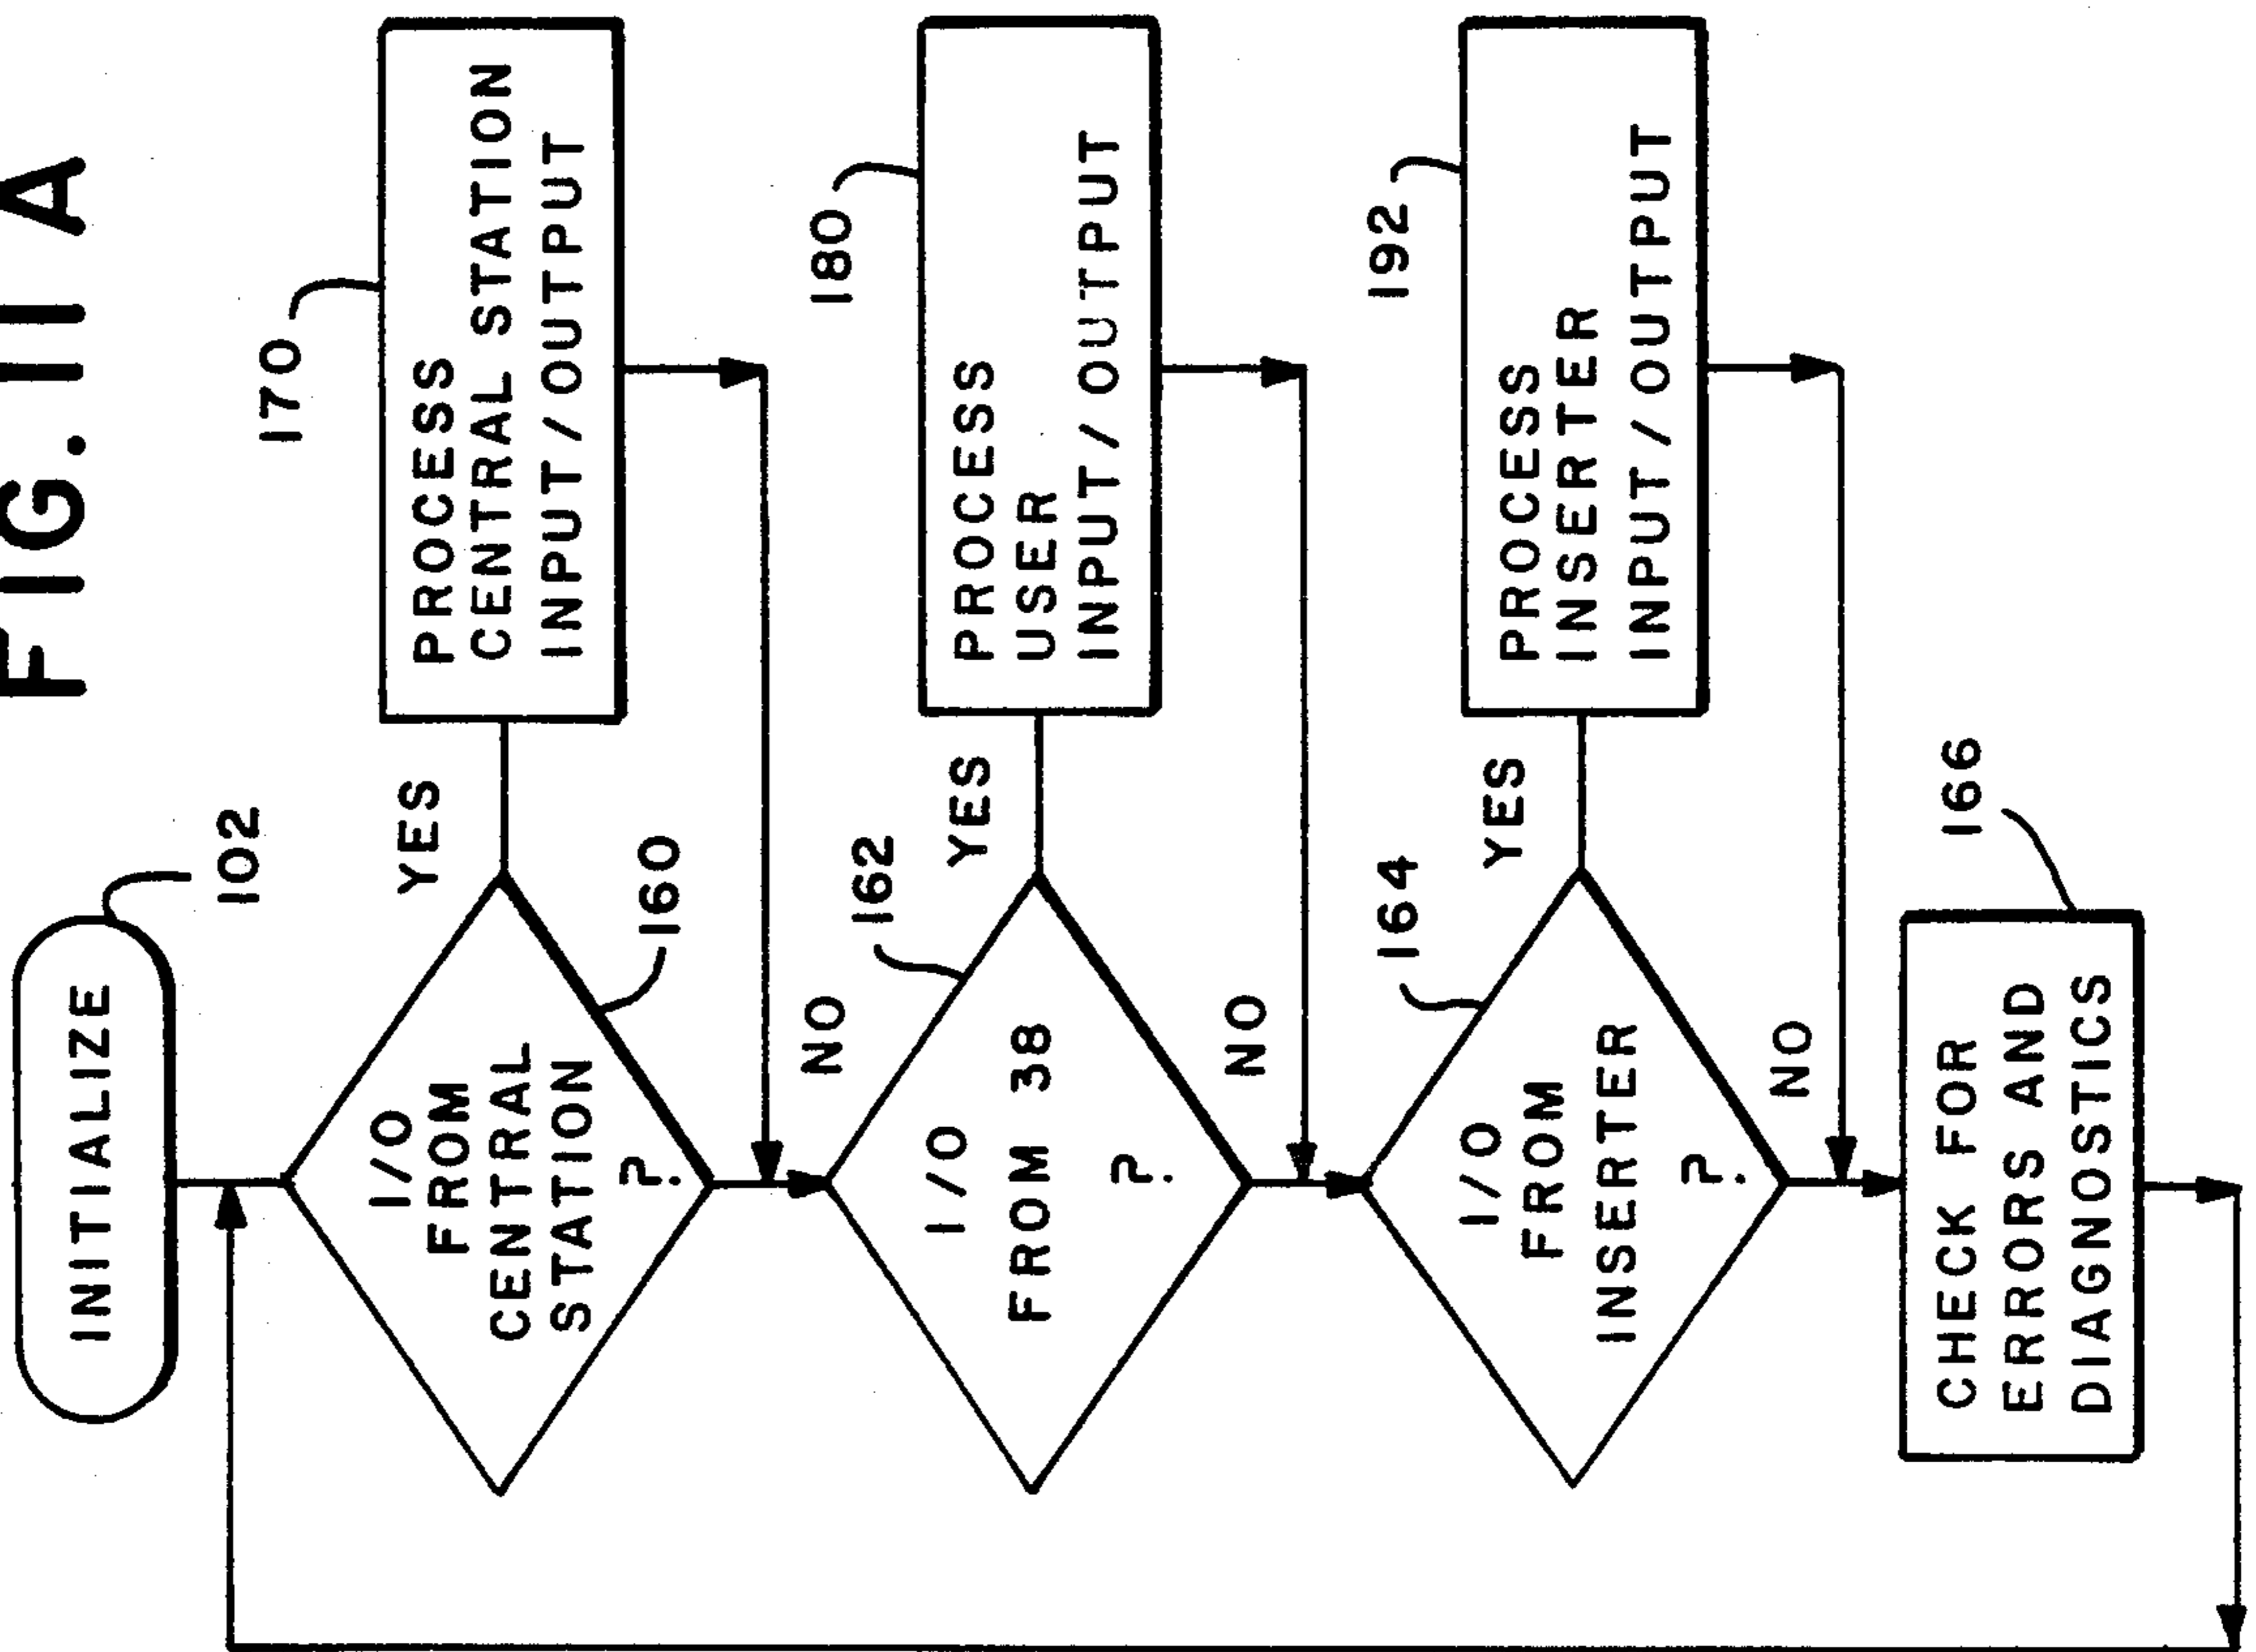 FIG. 11 A
INITIALIZE
102
I/O
FROM
CENTRAL
STATION
?
160
YES
170
PROCESS
CENTRAL STATION
INPUT/OUTPUT
NO
I/O
FROM 38
?
162
YES
180
PROCESS
USER
INPUT/OUTPUT
NO
I/O
FROM
INSERTER
?
164
YES
192
PROCESS
INSERTER
INPUT/OUTPUT
NO
CHECK FOR
ERRORS AND
DIAGNOSTICS
166